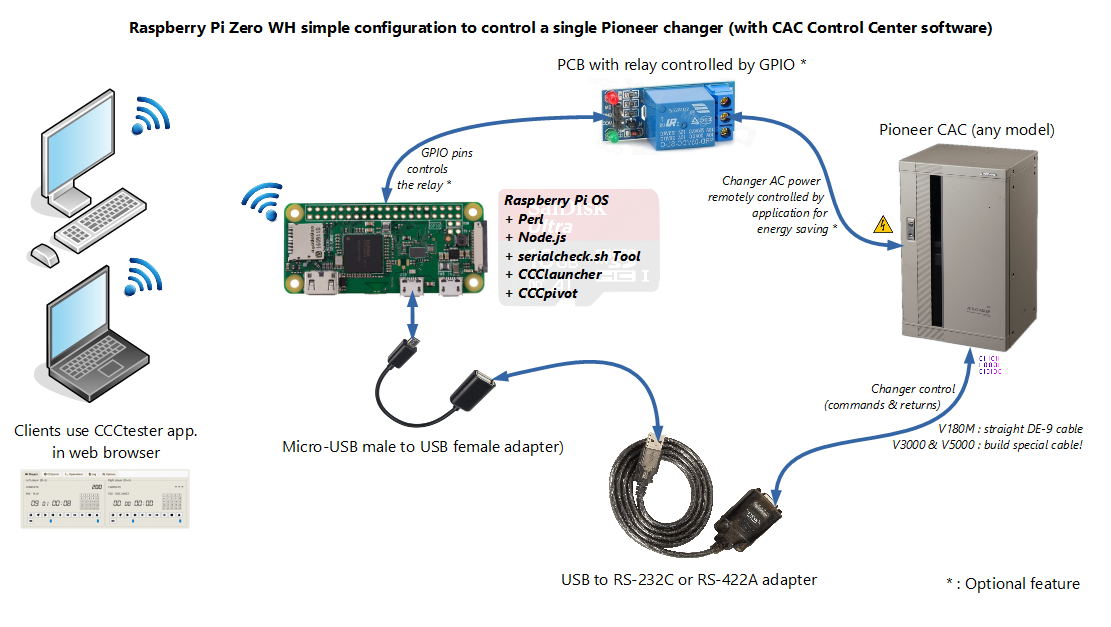 Raspberry Pi Zero WH simple configuration to control a single Pioneer changer (with CAC Control Center software)
PCB with relay controlled by GPIO *
Pioneer CAC (any model)
GPIO pins
controls
the relay *
Changer AC power
remotely controlled by
application for
energy saving *
Raspberry Pi OS
+ Perl
+ Node.js
+ serialcheck.sh Tool
+ CCClauncher
+ CCCpivot
Changer control
(commands & returns)
V180M : straight DE-9 cable
V3000 & V5000 : build special cable!
Clients use CCCtester app.
in web browser
Micro-USB male to USB female adapter)
USB to RS-232C or RS-422A adapter
* : Optional feature